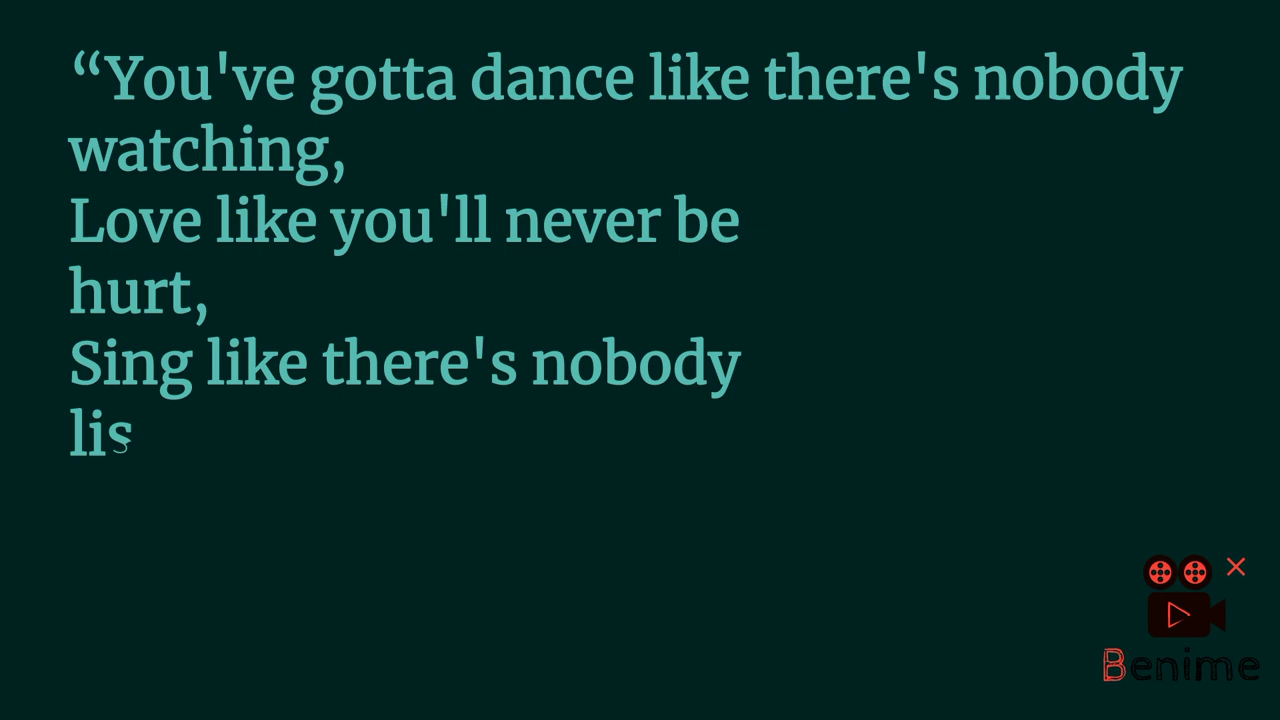 “You've gotta dance like there's nobody
watching,
Love like you'll never be
hurt,
Sing like there's nobody
lis
Benime